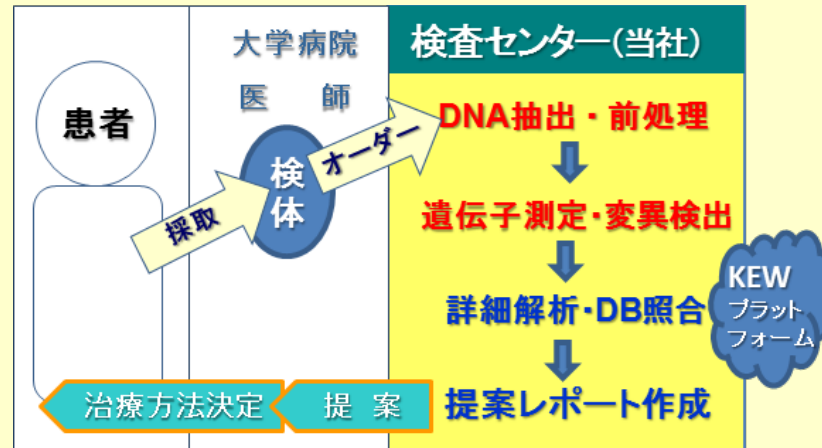 大学病院
医 師
検査センター(当社)
患者
採取
検体
オーダー
DNA抽出・前処理
遺伝子測定・変異検出
詳細解析・DB照合
KEW
プラット
フォーム
提案レポート作成
提 案
治療方法決定